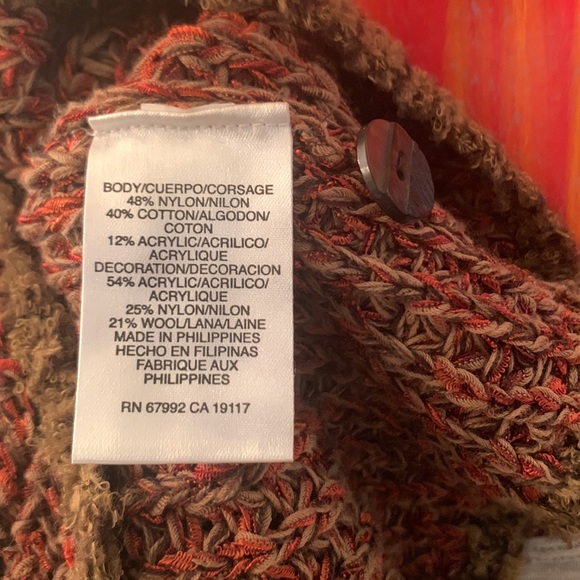 BODY/CUERPO/CORSAGE
48% NYLON/NILON
40% COTTON/ALGODON/
COTON
12% ACRYLIC/ACRILICO/
ACRYLIQUE
DECORATION/DECORACION
54% ACRYLIC/ACRILICO/
ACRYLIQUE
25% NYLON/NILON
21% WOOL/LANA/LAINE
MADE IN PHILIPPINES
HECHO EN FILIPINAS
FABRIQUE AUX
PHILIPPINES
RN 67992 CA 19117